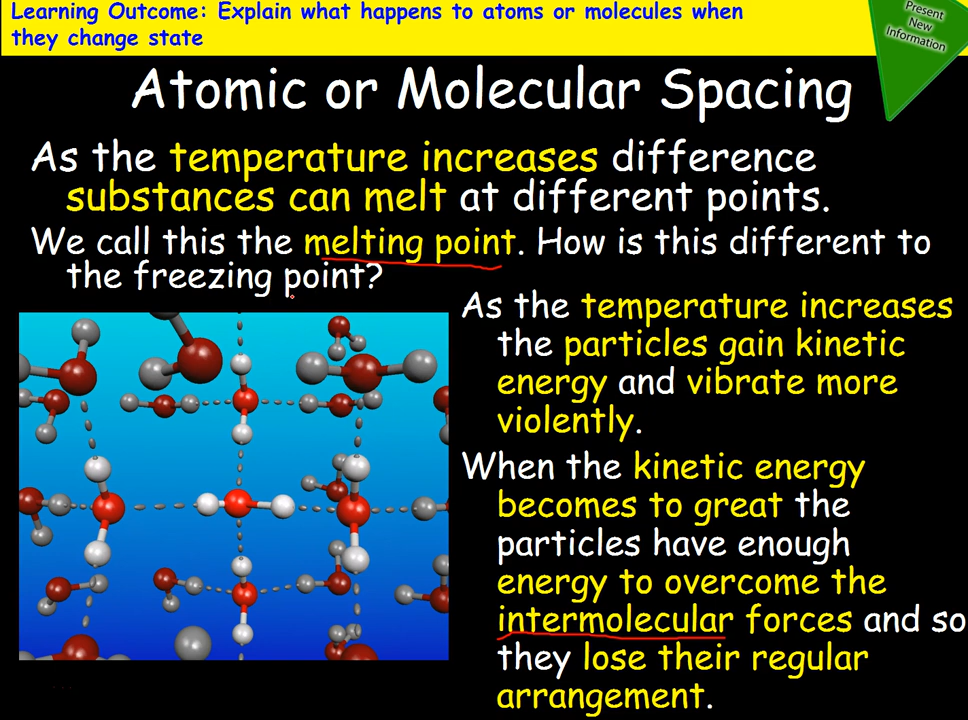 Learning Outcome: Explain what happens to atoms or molecules when
they change state
Present
New
Information
Atomic or Molecular Spacing
As the temperature increases difference
substances can melt at different points.
We call this the melting point. How is this different to
the freezing point?
As the temperature increases
the particles gain kinetic
energy and vibrate more
violently.
When the kinetic energy
becomes to great the
particles have enough
energy to overcome the
intermolecular forces and so
they lose their regular
arrangement.